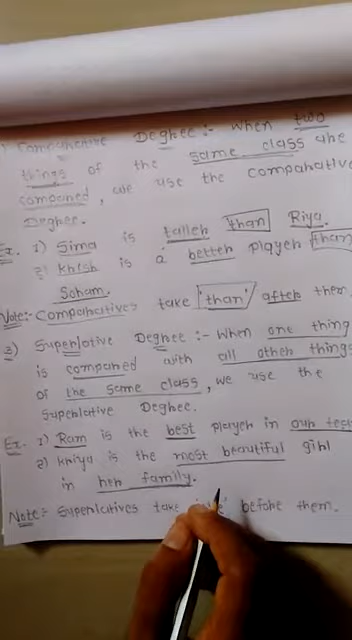 Comparative Degree :- When two
things of the same class are
compared, we use the comparative
Degree.
Ex. 1) Sima is taller than Riya.
2) Krish is a better player than
Soham.
Note:- Comparatives take 'than' after them
3) Superlative Degree :- When one thing
is compared with all other things
of the same class, we use the
superlative Degree.
Ex. 1) Ram is the best player in our
2) Kriya is the most beautiful girl
in her family.
Note:- Superlatives take before them.